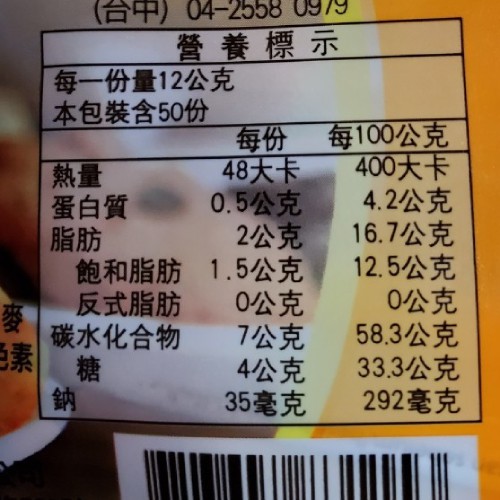 (台中) 04-2558 0979
營養標示
每一份量12公克
本包裝含50份
每份 每100公克
熱量 48大卡 400大卡
蛋白質 0.5公克 4.2公克
脂肪 2公克 16.7公克
飽和脂肪 1.5公克 12.5公克
反式脂肪 0公克 0公克
碳水化合物 7公克 58.3公克
糖 4公克 33.3公克
鈉 35毫克 292毫克
麥
色素
公司